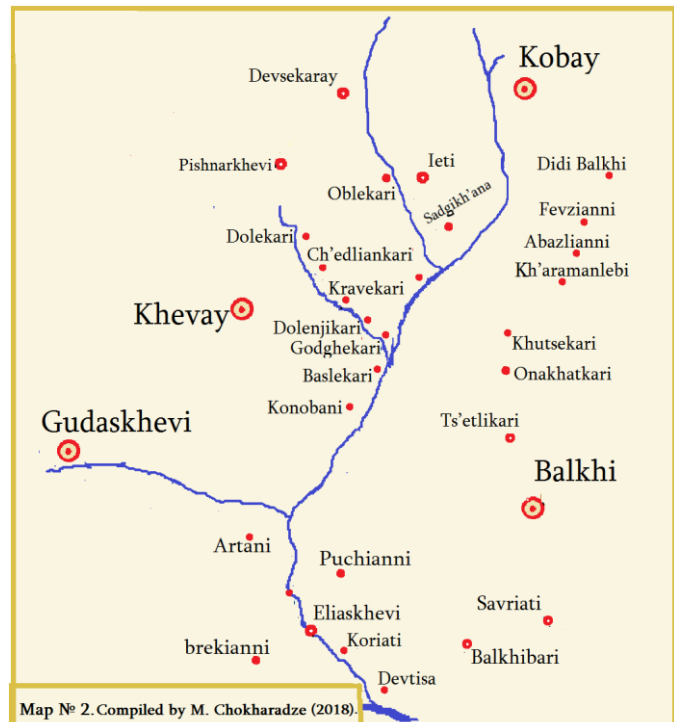 Kobay
Devsekaray
Pishnarkhevi
Ieti
Didi Balkhi
Oblekari
Sadgikh'ana
Fevzianni
Dolekari
Abazlianni
Ch'edliankari
Kh'aramanlebi
Kravekari
Khevay
Dolenjikari
Khutsekari
Godghekari
Baslekari
Onakhatkari
Konobani
Gudaskhevi
Ts'etlikari
Balkhi
Artani
Puchianni
Eliaskhevi
Savriati
brekianni
Koriati
Balkhibari
Devtisa
Map № 2. Compiled by M. Chokharadze (2018).